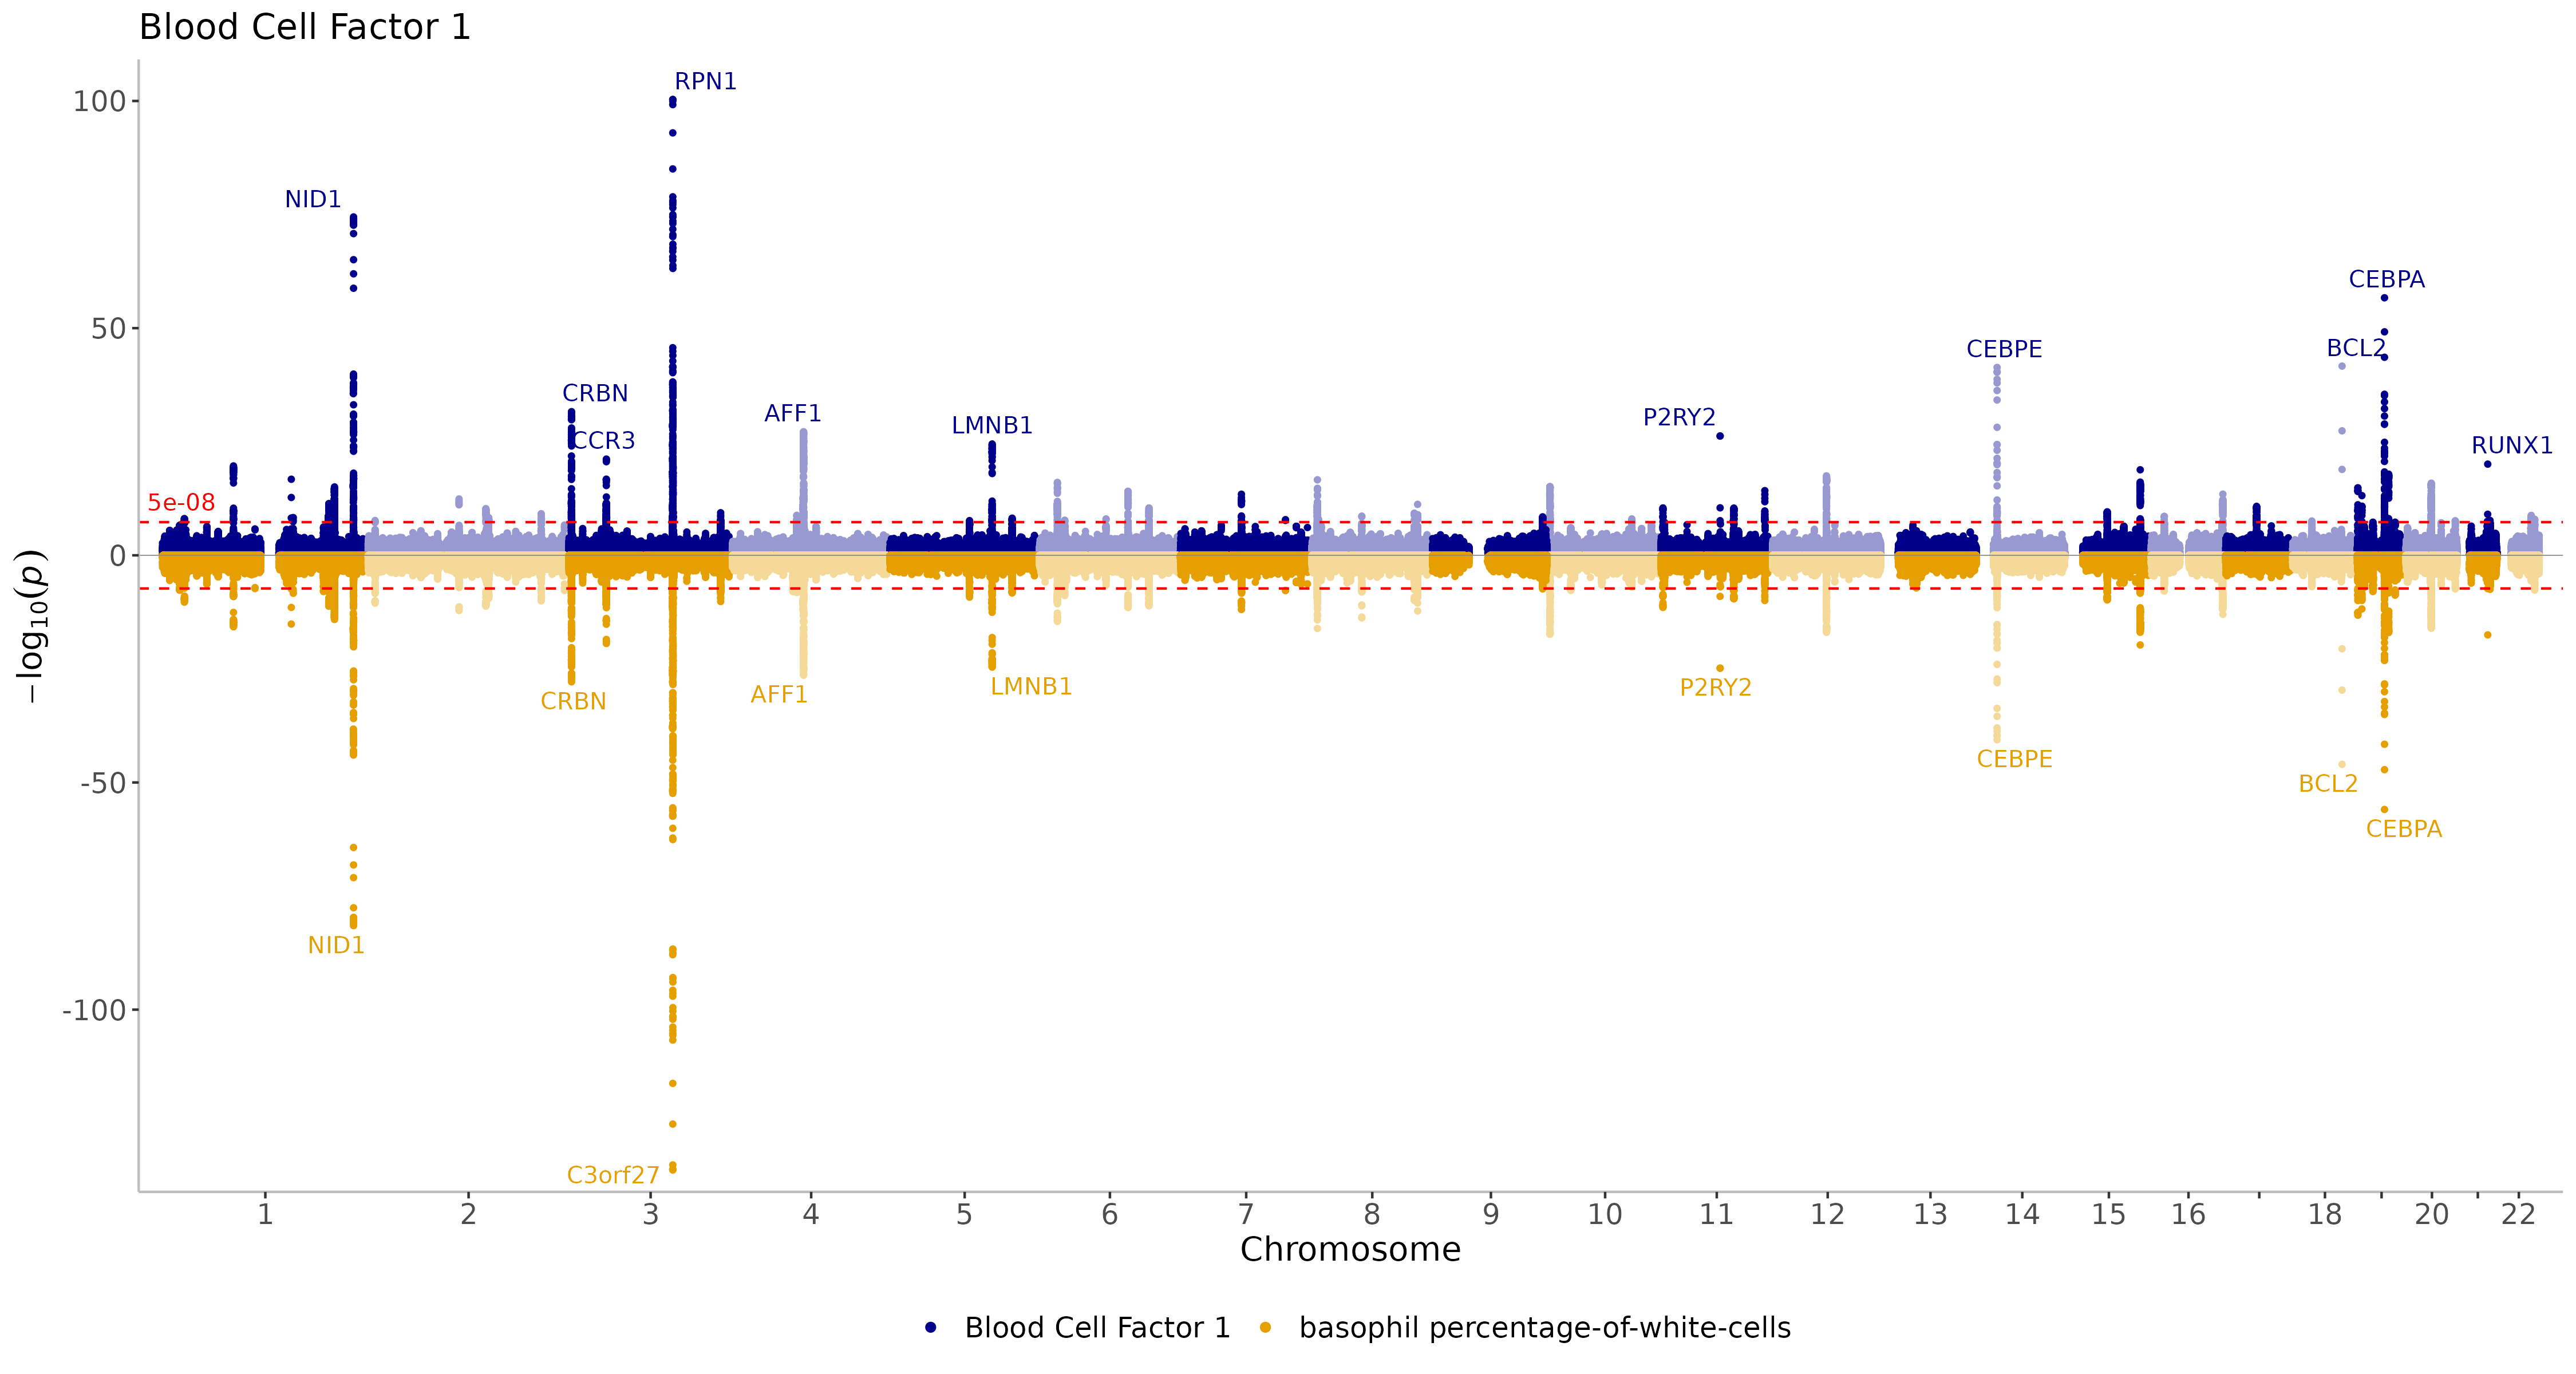 Blood Cell Factor 1
RPN1
100
NID1
CEBPA
50
CEBPE
BCL2
CRBN
AFF1
P2RY2
LMNB1
CCR3
RUNX1
5e-08
0
−log10(p)
CRBN
AFF1
LMNB1
P2RY2
CEBPE
-50
BCL2
CEBPA
NID1
-100
C3orf27
1 2 3 4 5 6 7 8 9 10 11 12 13 14 15 16 18 20 22
Chromosome
Blood Cell Factor 1 basophil percentage-of-white-cells